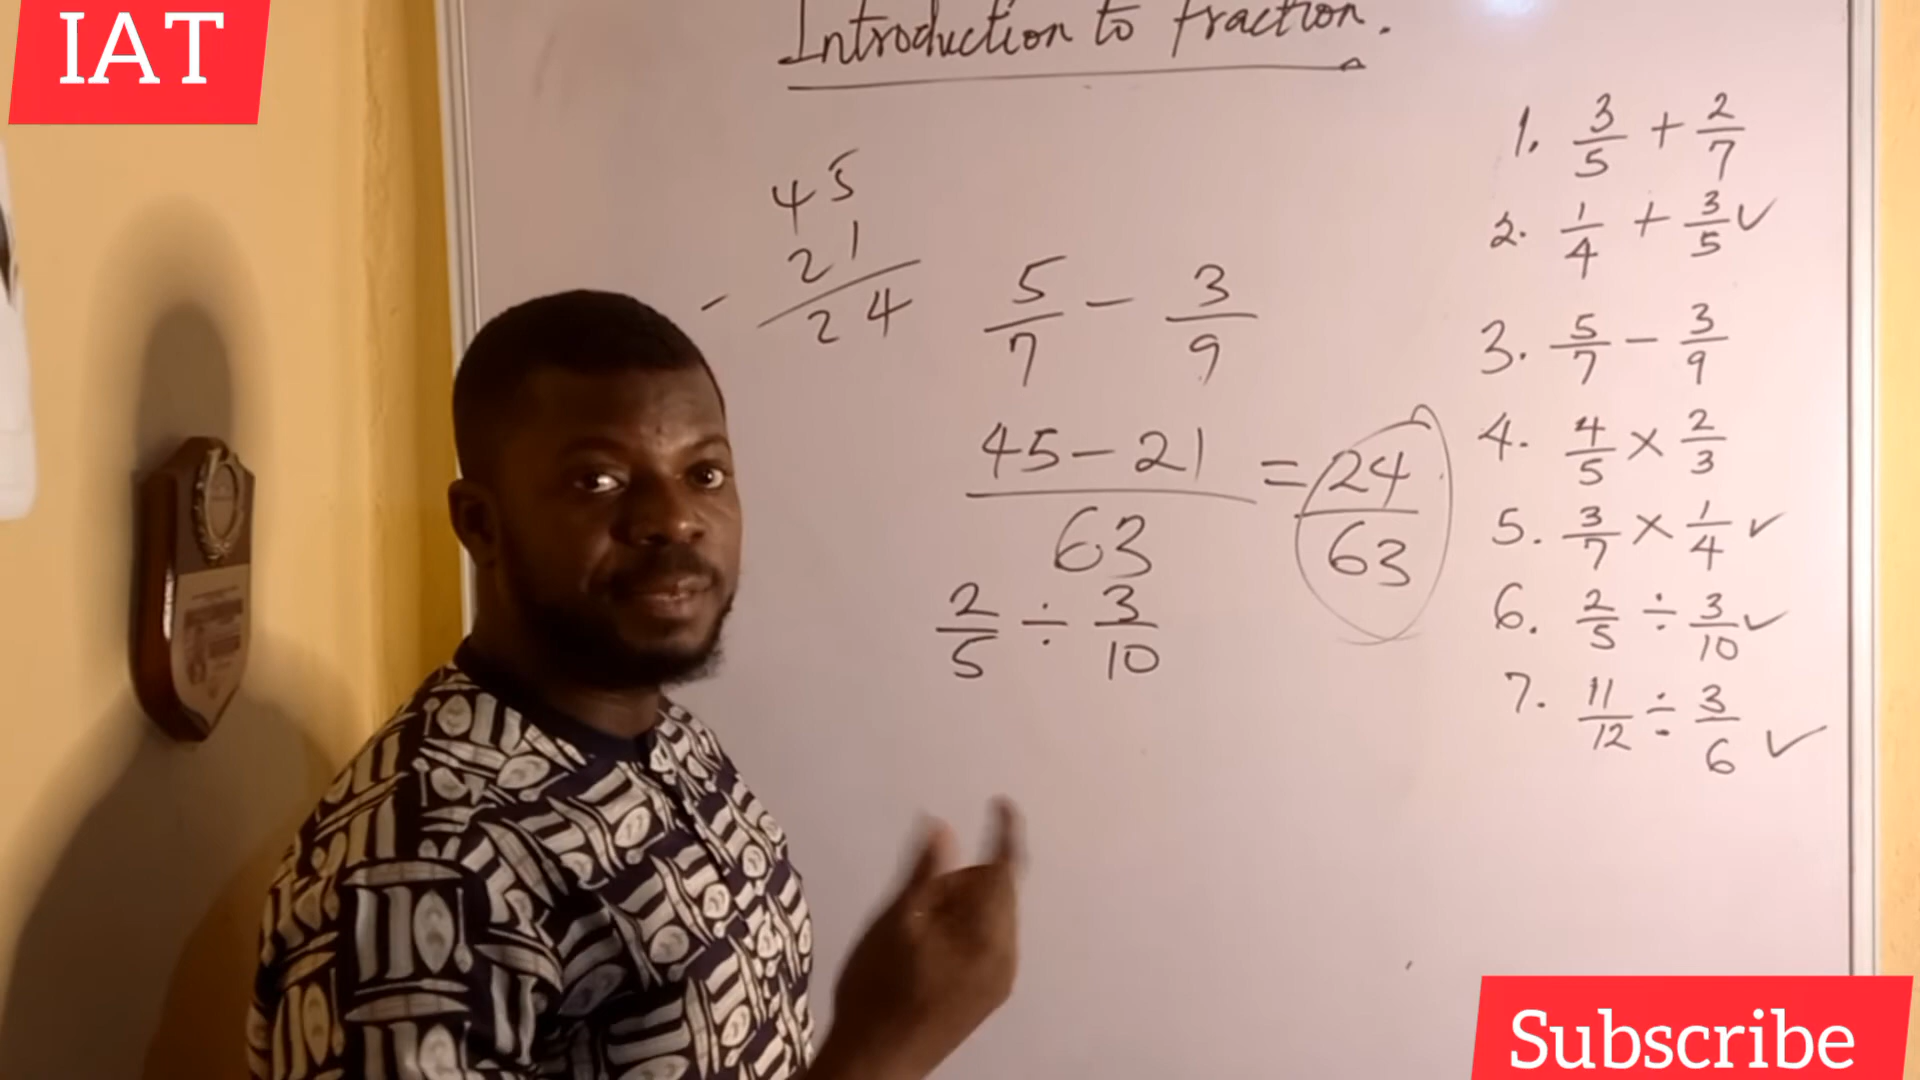 IAT
Introduction to fraction.
45
- 21
24
5/7 - 3/9
45 - 21 / 63 = 24/63
2/5 ÷ 3/10
1. 3/5 + 2/7
2. 1/4 + 3/5 ✓
3. 5/7 - 3/9
4. 4/5 × 2/3
5. 3/7 × 1/4 ✓
6. 2/5 ÷ 3/10 ✓
7. 11/12 ÷ 3/6 ✓
Subscribe